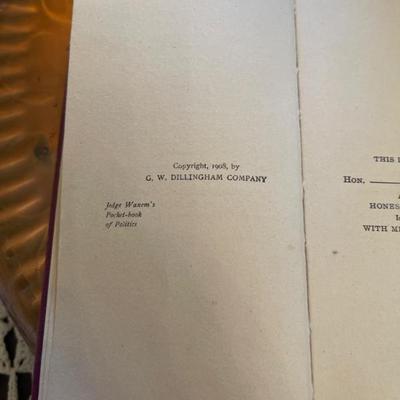 Copyright, 1908, by
G. W. DILLINGHAM COMPANY
Judge Waxem's
Pocket-book
of Politics
THIS
HON.
HONES
WITH